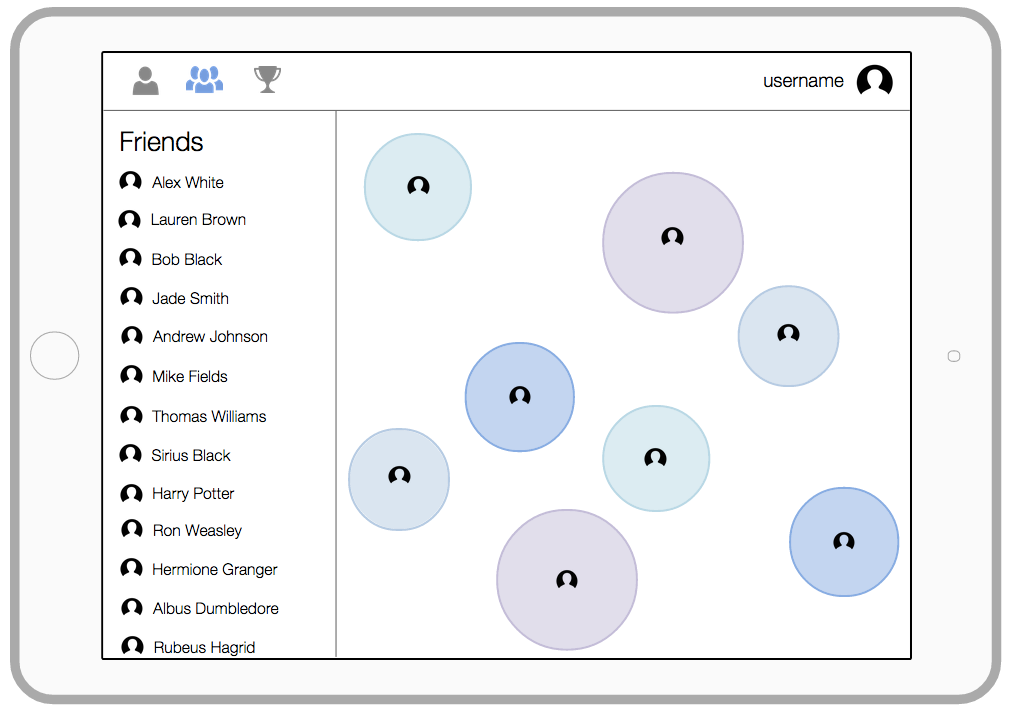 username
Friends
Alex White
Lauren Brown
Bob Black
Jade Smith
Andrew Johnson
Mike Fields
Thomas Williams
Sirius Black
Harry Potter
Ron Weasley
Hermione Granger
Albus Dumbledore
Rubeus Hagrid